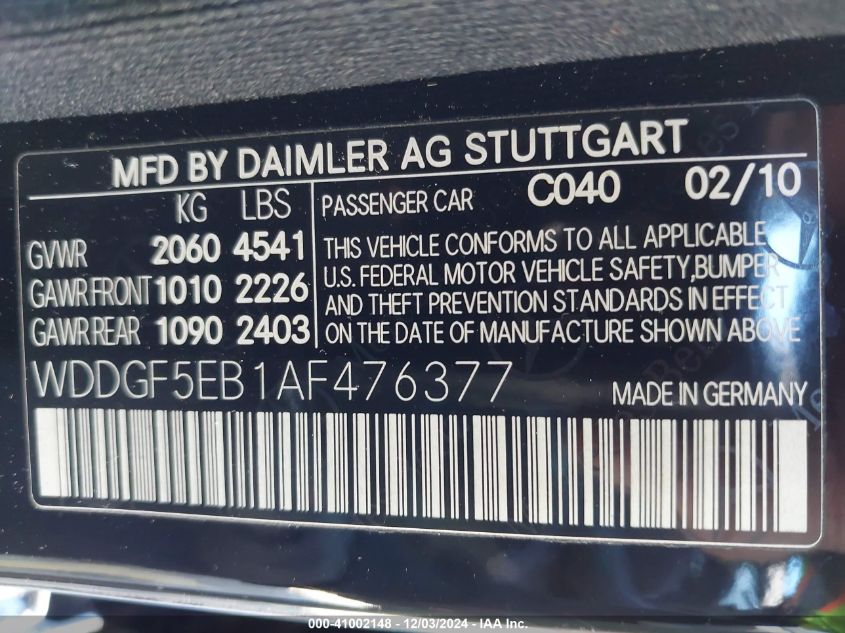 MFD BY DAIMLER AG STUTTGART
KG LBS
GVWR 2060 4541
GAWR FRONT 1010 2226
GAWR REAR 1090 2403
PASSENGER CAR C040 02/10
THIS VEHICLE CONFORMS TO ALL APPLICABLE
U.S. FEDERAL MOTOR VEHICLE SAFETY,BUMPER
AND THEFT PREVENTION STANDARDS IN EFFECT
ON THE DATE OF MANUFACTURE SHOWN ABOVE
WDDGF5EB1AF476377 MADE IN GERMANY
000-41002148 - 12/03/2024 - IAA Inc.